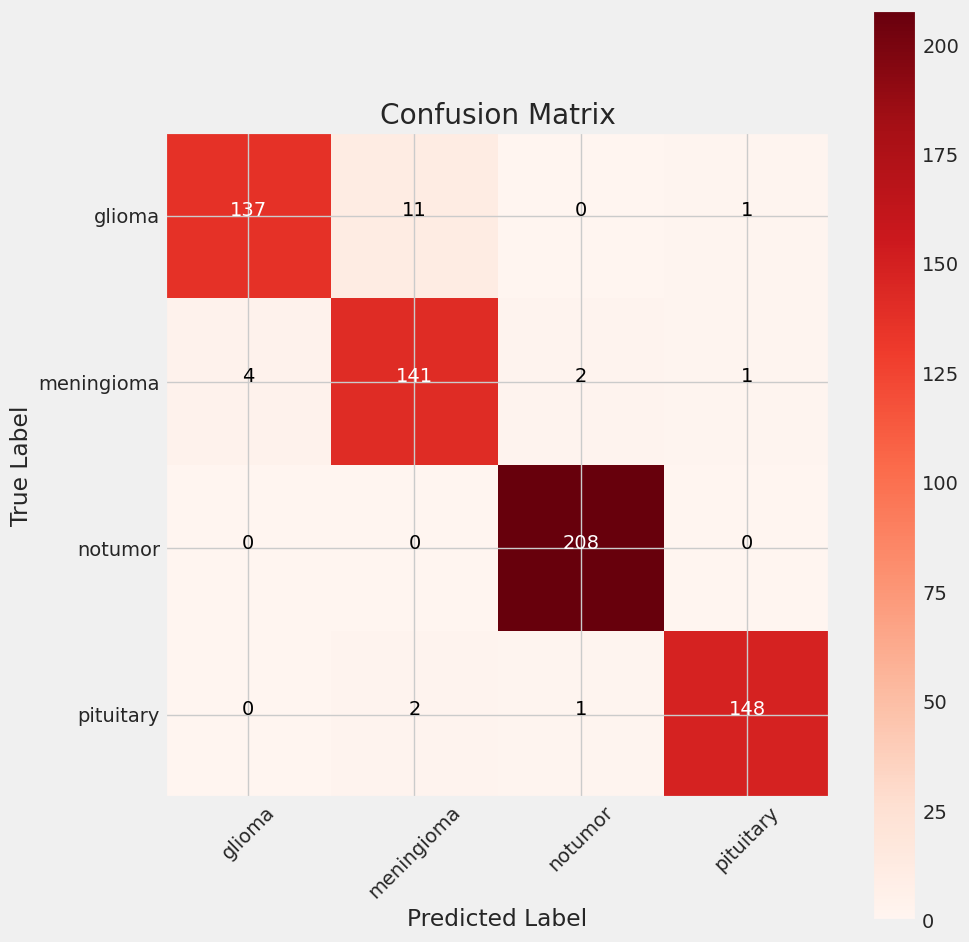 Confusion Matrix
True Label
glioma 137 11 0 1
meningioma 4 141 2 1
notumor 0 0 208 0
pituitary 0 2 1 148
glioma meningioma notumor pituitary
Predicted Label
200
175
150
125
100
75
50
25
0